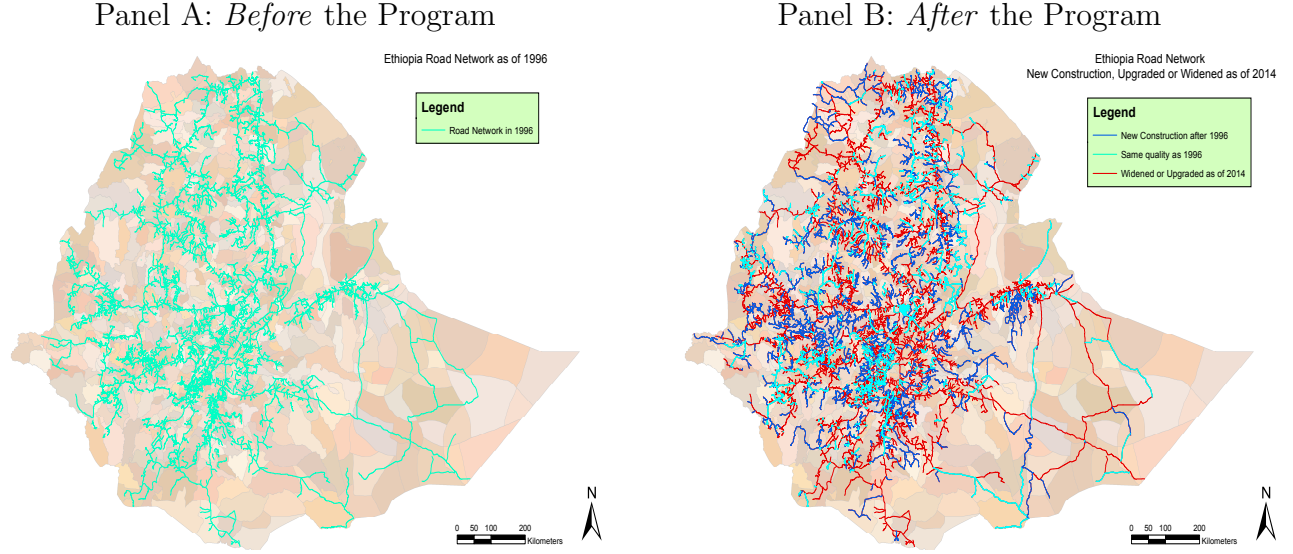 Panel A: Before the Program
Ethiopia Road Network as of 1996
Legend
Road Network in 1996
N
0 50 100 200
Kilometers
Panel B: After the Program
Ethiopia Road Network
New Construction, Upgraded or Widened as of 2014
Legend
New Construction after 1996
Same quality as 1996
Widened or Upgraded as of 2014
N
0 50 100 200
Kilometers